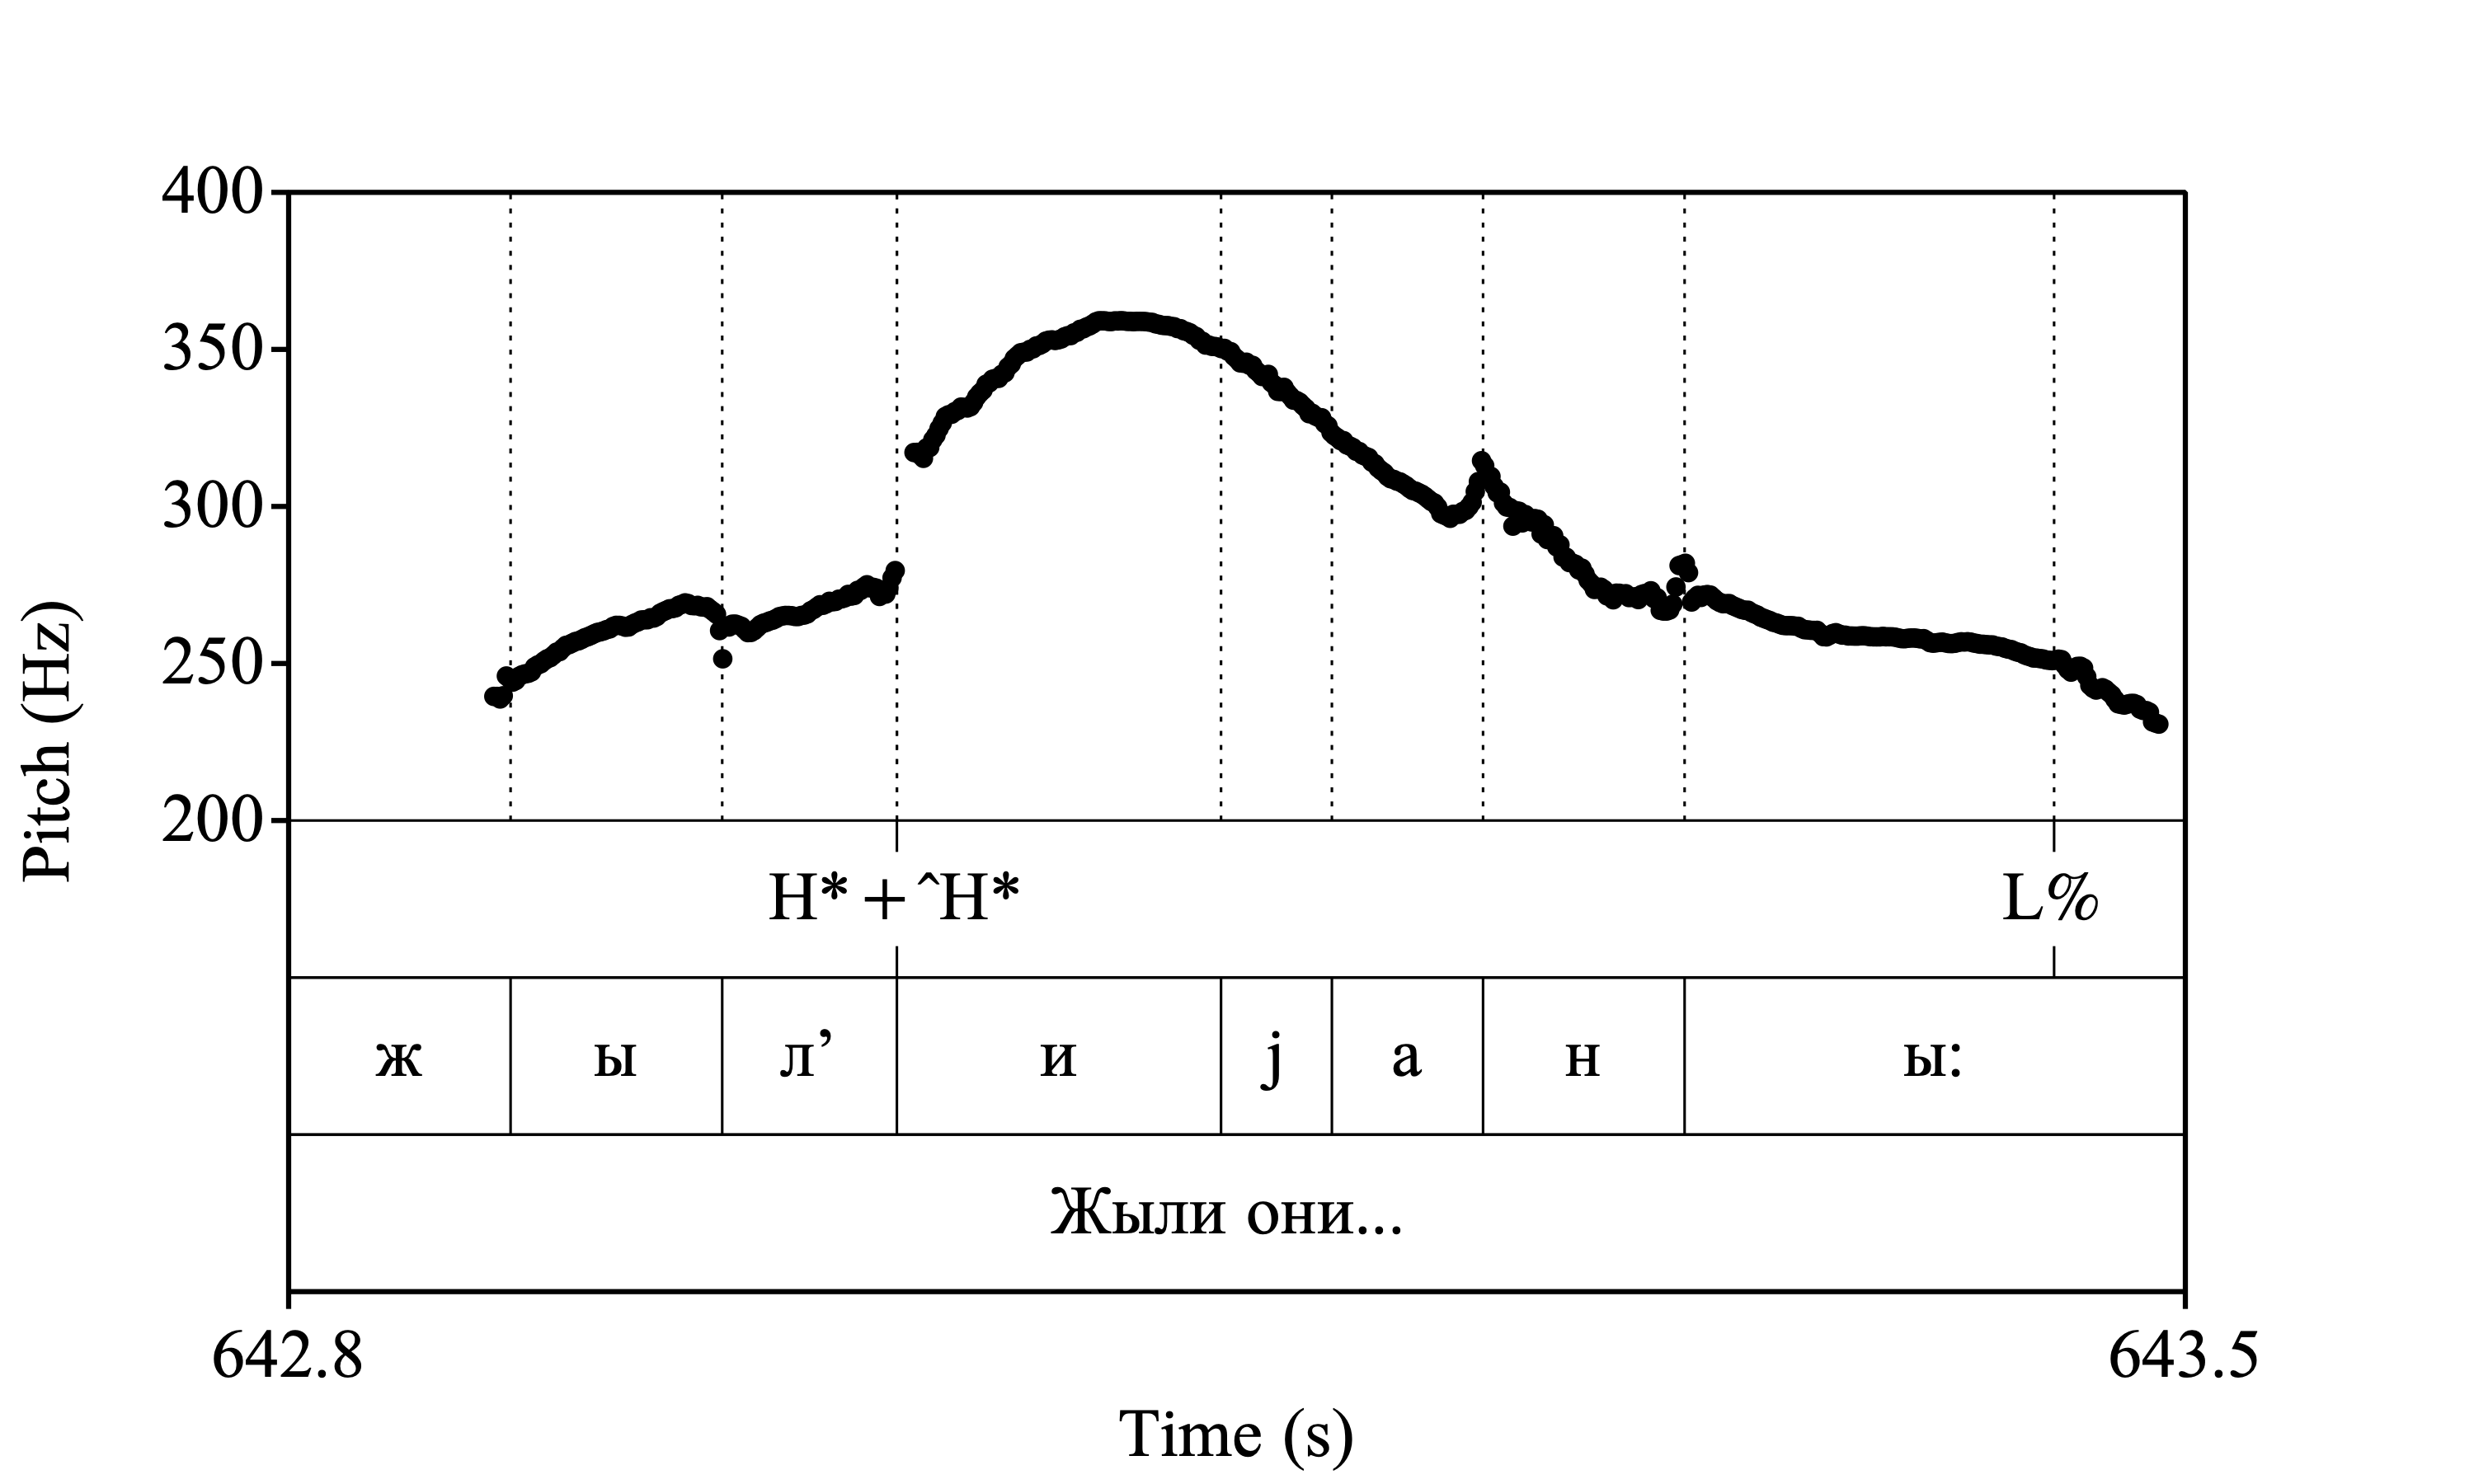 400
350
300
250
200
Pitch (Hz)
H* + ^H* L%
ж ы л’ и j а н ы:
Жыли они...
642.8 643.5
Time (s)